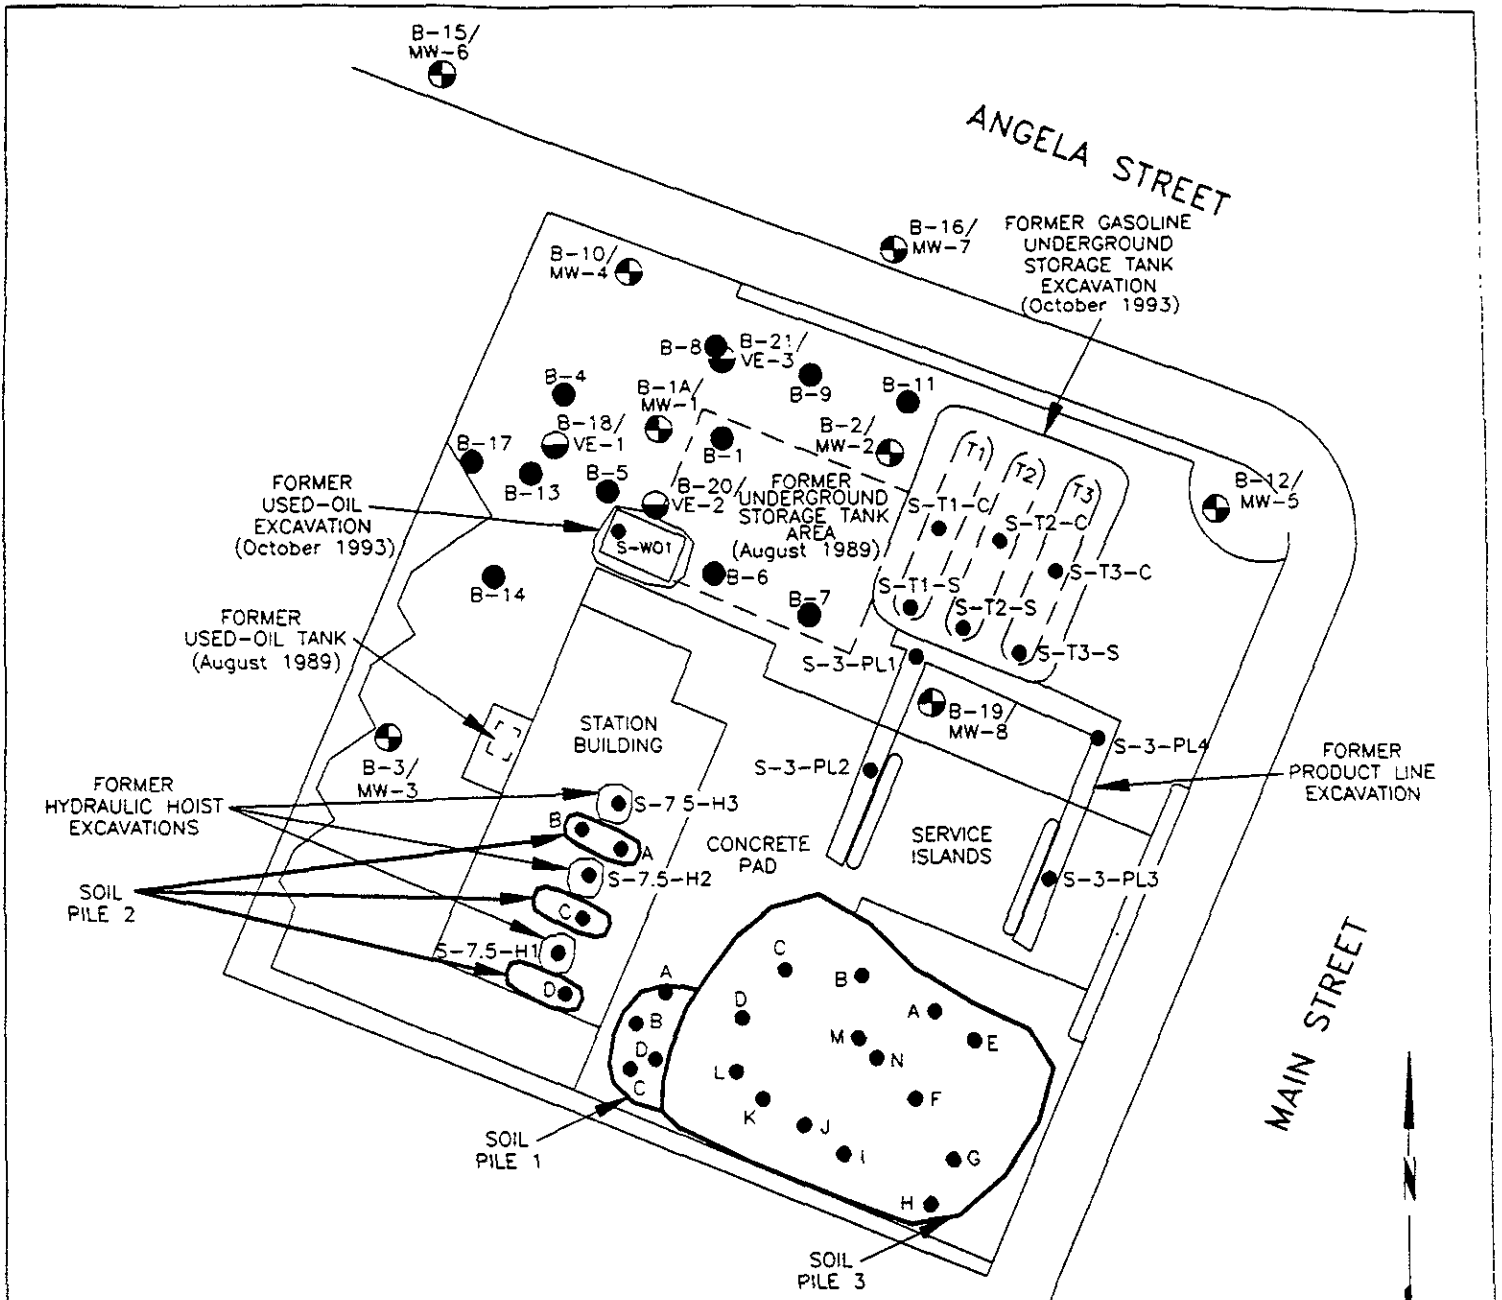 B-15/
MW-6
ANGELA STREET
B-16/
MW-7
FORMER GASOLINE
UNDERGROUND
STORAGE TANK
EXCAVATION
(October 1993)
B-10/
MW-4
B-8
B-21/
VE-3
B-9
B-11
B-4
B-1A/
MW-1
B-18/
VE-1
B-2/
MW-2
B-1
B-17
B-13
B-5
B-20/
VE-2
T1
T2
T3
B-12/
MW-5
FORMER
USED-OIL
EXCAVATION
(October 1993)
FORMER
UNDERGROUND
STORAGE TANK
AREA
(August 1989)
S-T1-C
S-T2-C
S-T3-C
S-WO1
B-6
B-14
B-7
S-T1-S
S-T2-S
S-T3-S
FORMER
USED-OIL TANK
(August 1989)
S-3-PL1
B-19/
MW-8
S-3-PL4
STATION
BUILDING
B-3/
MW-3
S-3-PL2
FORMER
PRODUCT LINE
EXCAVATION
FORMER
HYDRAULIC HOIST
EXCAVATIONS
S-7.5-H3
B
A
CONCRETE
PAD
SERVICE
ISLANDS
S-7.5-H2
S-3-PL3
SOIL
PILE 2
C
S-7.5-H1
D
MAIN STREET
A
B
D
C
SOIL
PILE 1
C
B
A
D
E
M
N
L
K
F
J
I
G
H
SOIL
PILE 3
N